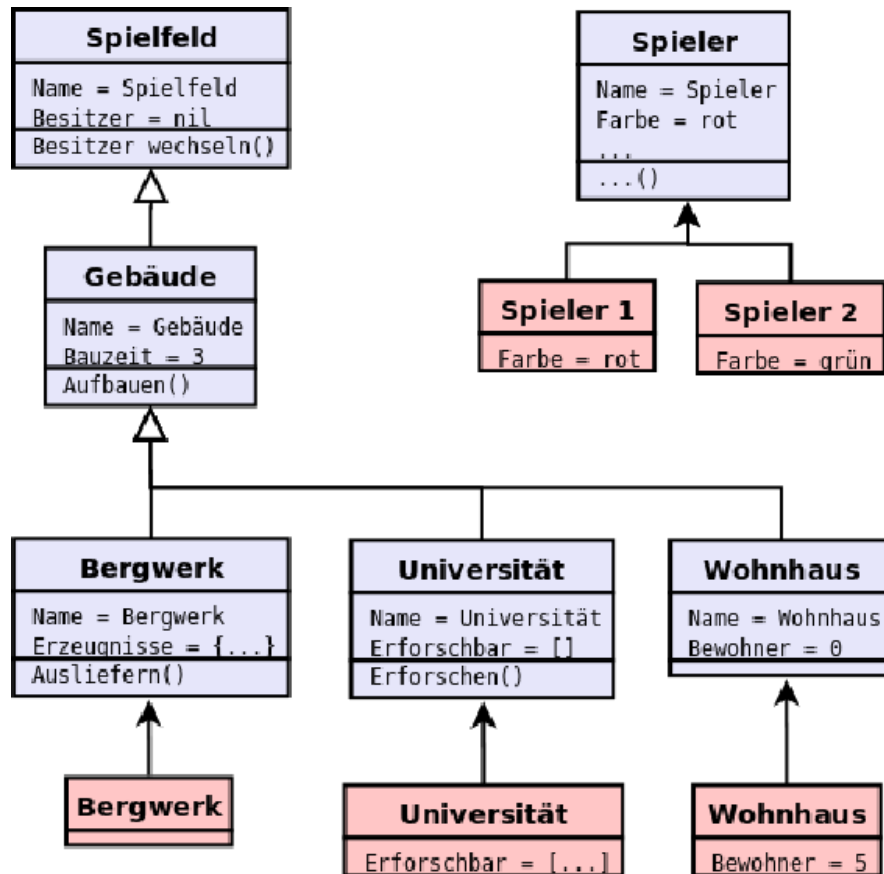 Spielfeld
Name = Spielfeld
Besitzer = nil
Besitzer wechseln()
Spieler
Name = Spieler
Farbe = rot
...
...()
Gebäude
Name = Gebäude
Bauzeit = 3
Aufbauen()
Spieler 1
Farbe = rot
Spieler 2
Farbe = grün
Bergwerk
Name = Bergwerk
Erzeugnisse = {...}
Ausliefern()
Universität
Name = Universität
Erforschbar = []
Erforschen()
Wohnhaus
Name = Wohnhaus
Bewohner = 0
Bergwerk
Universität
Erforschbar = [...]
Wohnhaus
Bewohner = 5